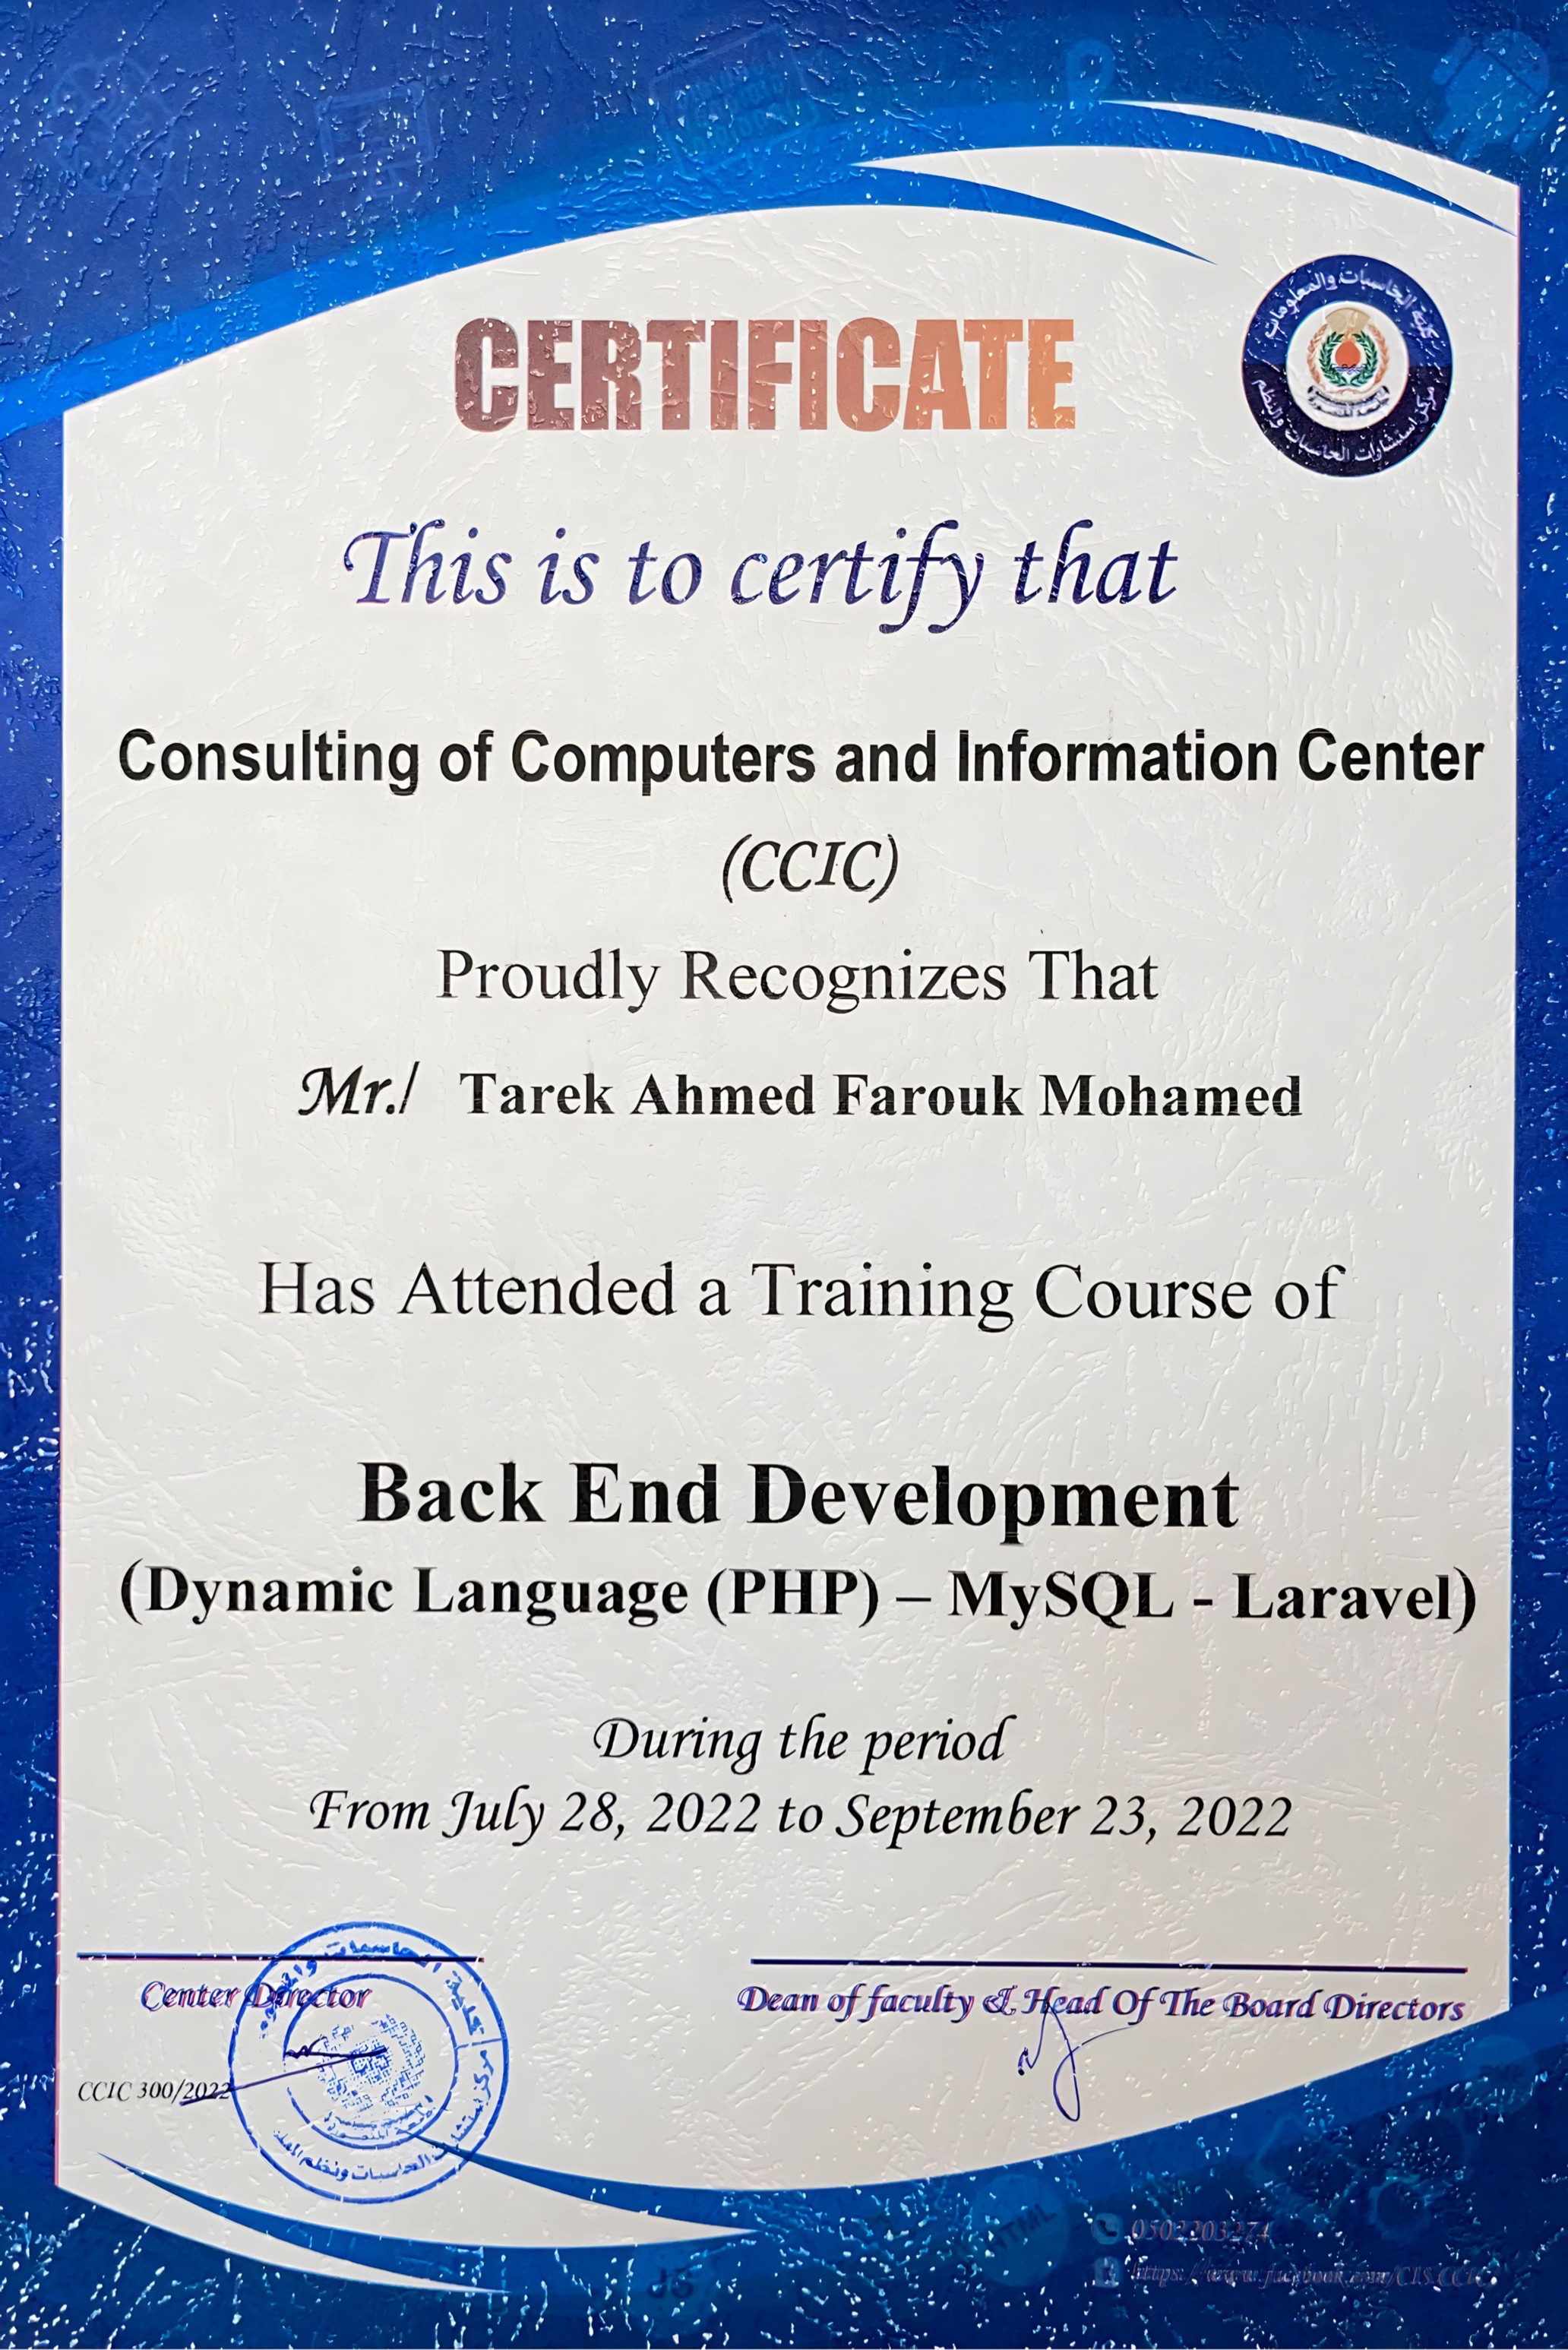 CERTIFICATE
كلية الحاسبات والمعلومات
مركز استشارات الحاسبات والنظم
This is to certify that
Consulting of Computers and Information Center
(CCIC)
Proudly Recognizes That
Mr./ Tarek Ahmed Farouk Mohamed
Has Attended a Training Course of
Back End Development
(Dynamic Language (PHP) – MySQL - Laravel)
During the period
From July 28, 2022 to September 23, 2022
Center Director
Dean of faculty & Head Of The Board Directors
CCIC 300/2022
0502203274
https://www.facebook.com/CIS.CCIC
JS